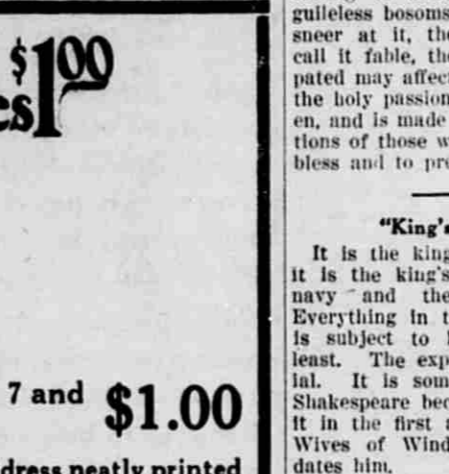 $1.00
es
7 and $1.00
dress neatly printed
guileless bosoms
sneer at it, the
call it fable, the
pated may affec
the holy passion
en, and is made
tions of those w
bless and to pre
"King's
It is the king
it is the king's
navy and the
Everything in t
is subject to
least. The exp
ial. It is som
Shakespeare bec
it in the first a
Wives of Wind
dates him.